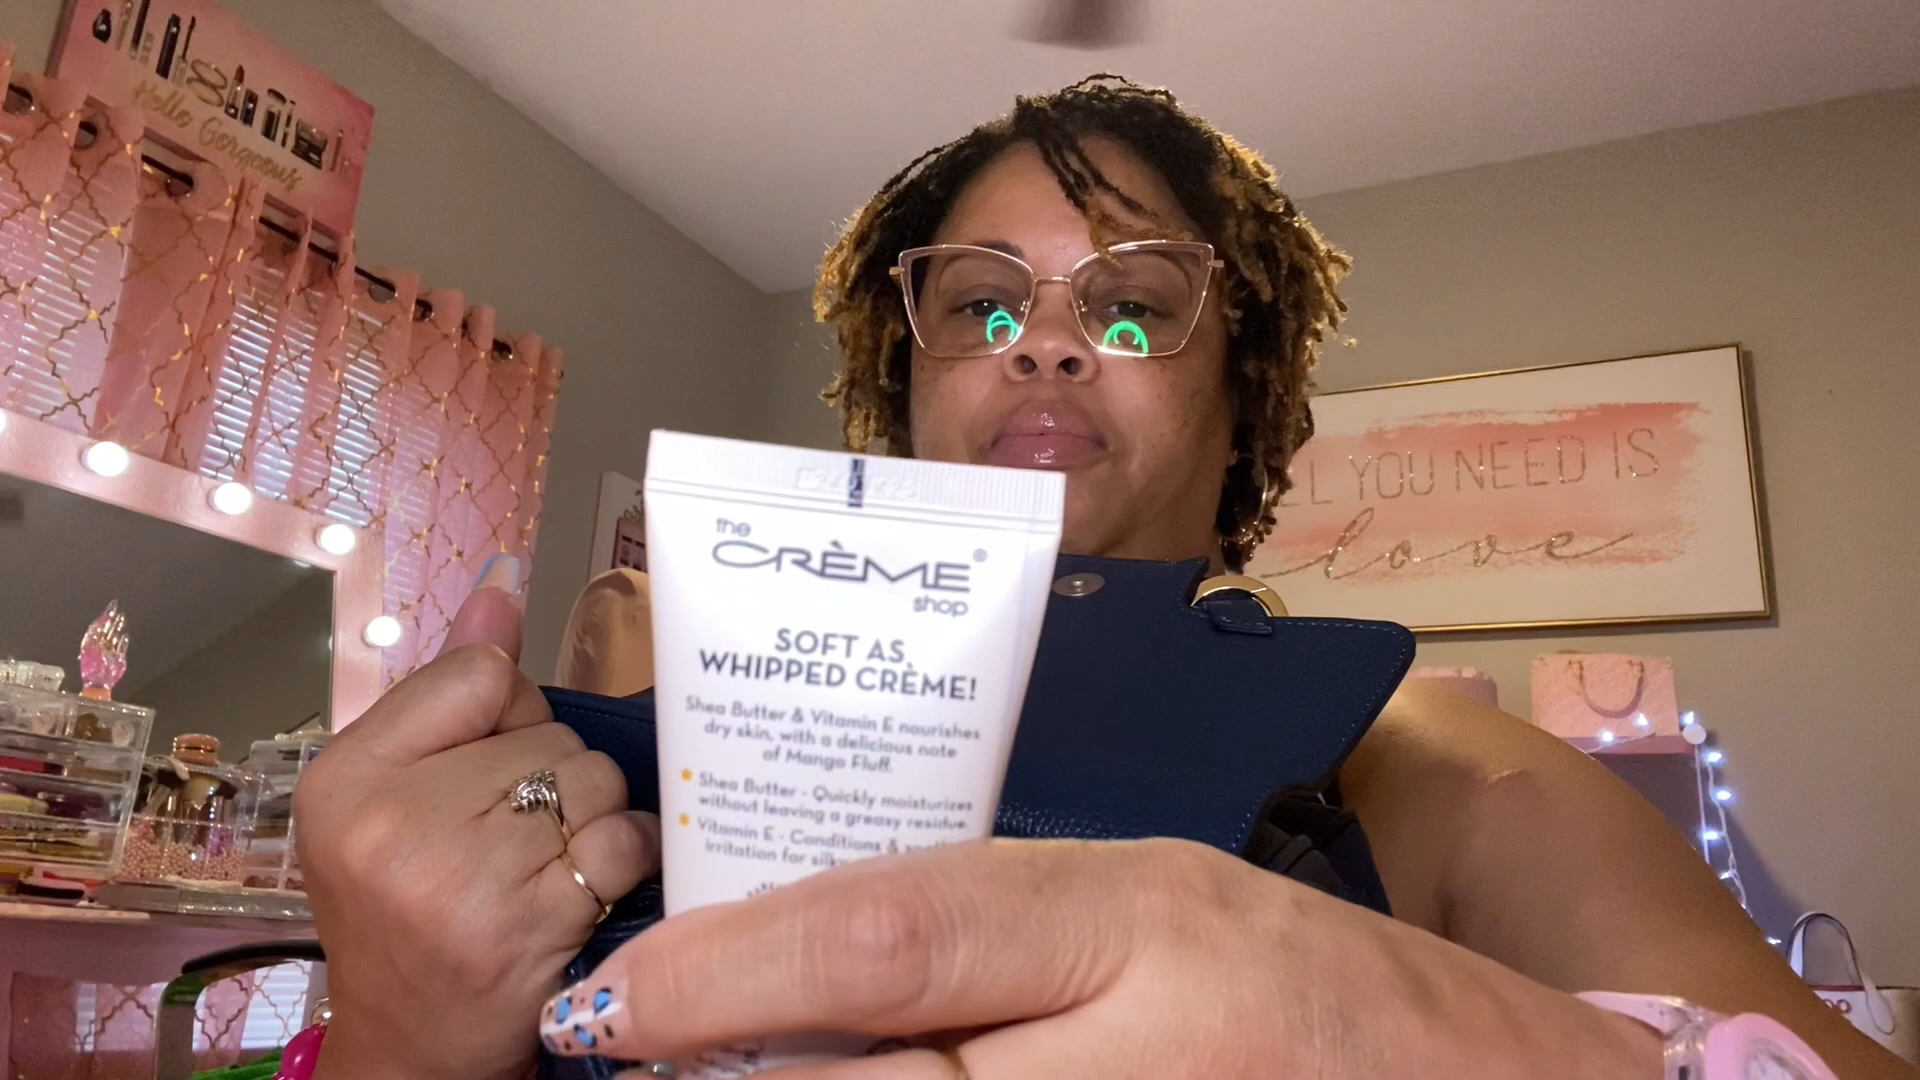 Hello Gorgeous
the
CRÈME®
shop
SOFT AS
WHIPPED CRÈME!
Shea Butter & Vitamin E nourishes
dry skin, with a delicious note
of Mango Fluff.
Shea Butter - Quickly moisturizes
without leaving a greasy residue.
Vitamin E - Conditions &
irritation for
YOU NEED IS
love